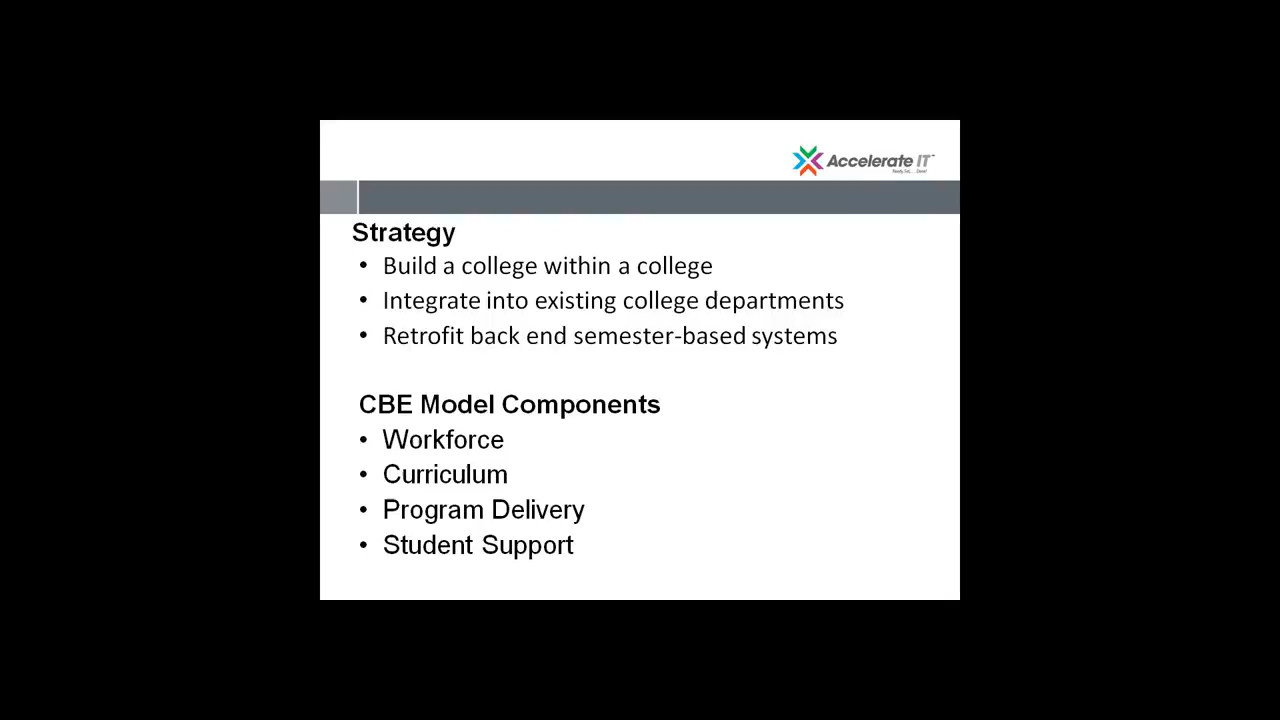 Accelerate IT™
Strategy
• Build a college within a college
• Integrate into existing college departments
• Retrofit back end semester-based systems
CBE Model Components
• Workforce
• Curriculum
• Program Delivery
• Student Support